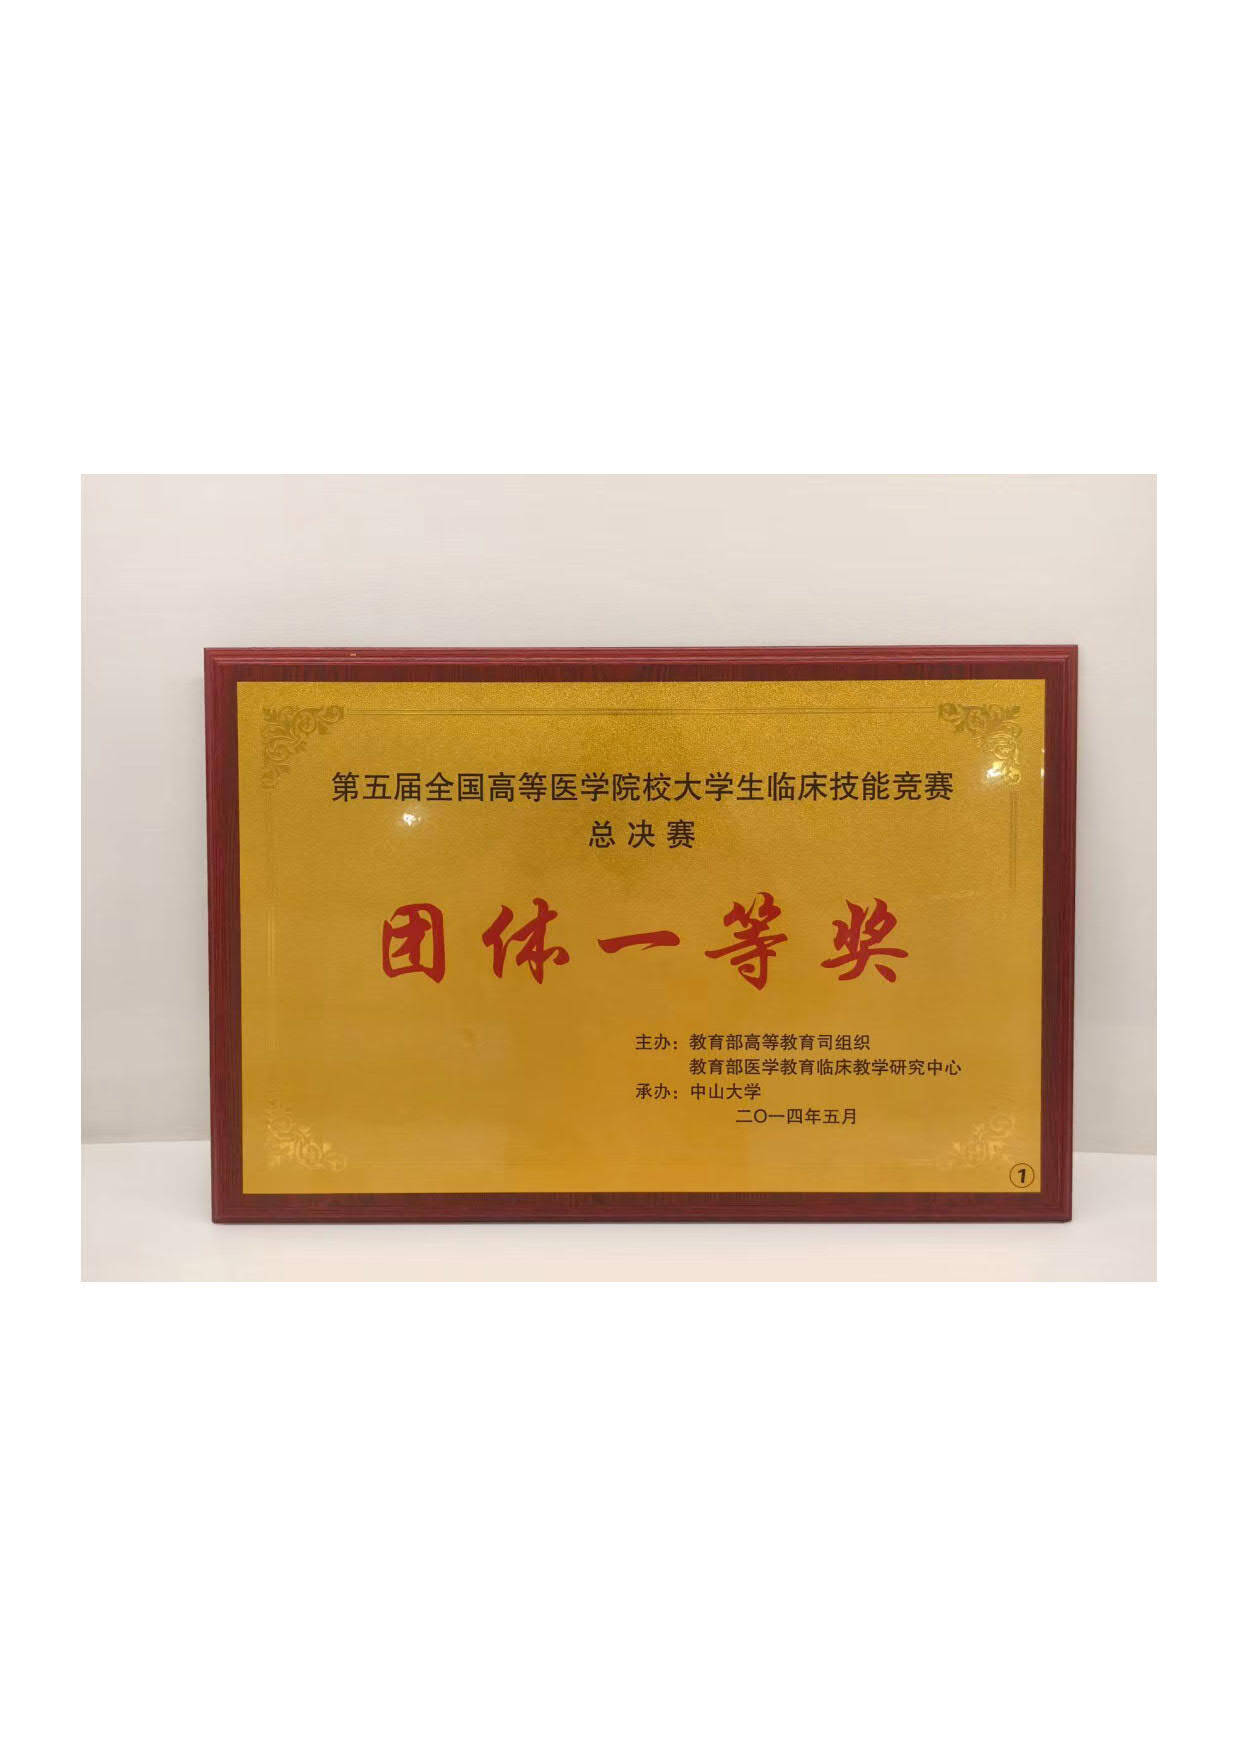 第五届全国高等医学院校大学生临床技能竞赛
总决赛
团体一等奖
主办：教育部高等教育司组织
教育部医学教育临床教学研究中心
承办：中山大学
二〇一四年五月
①